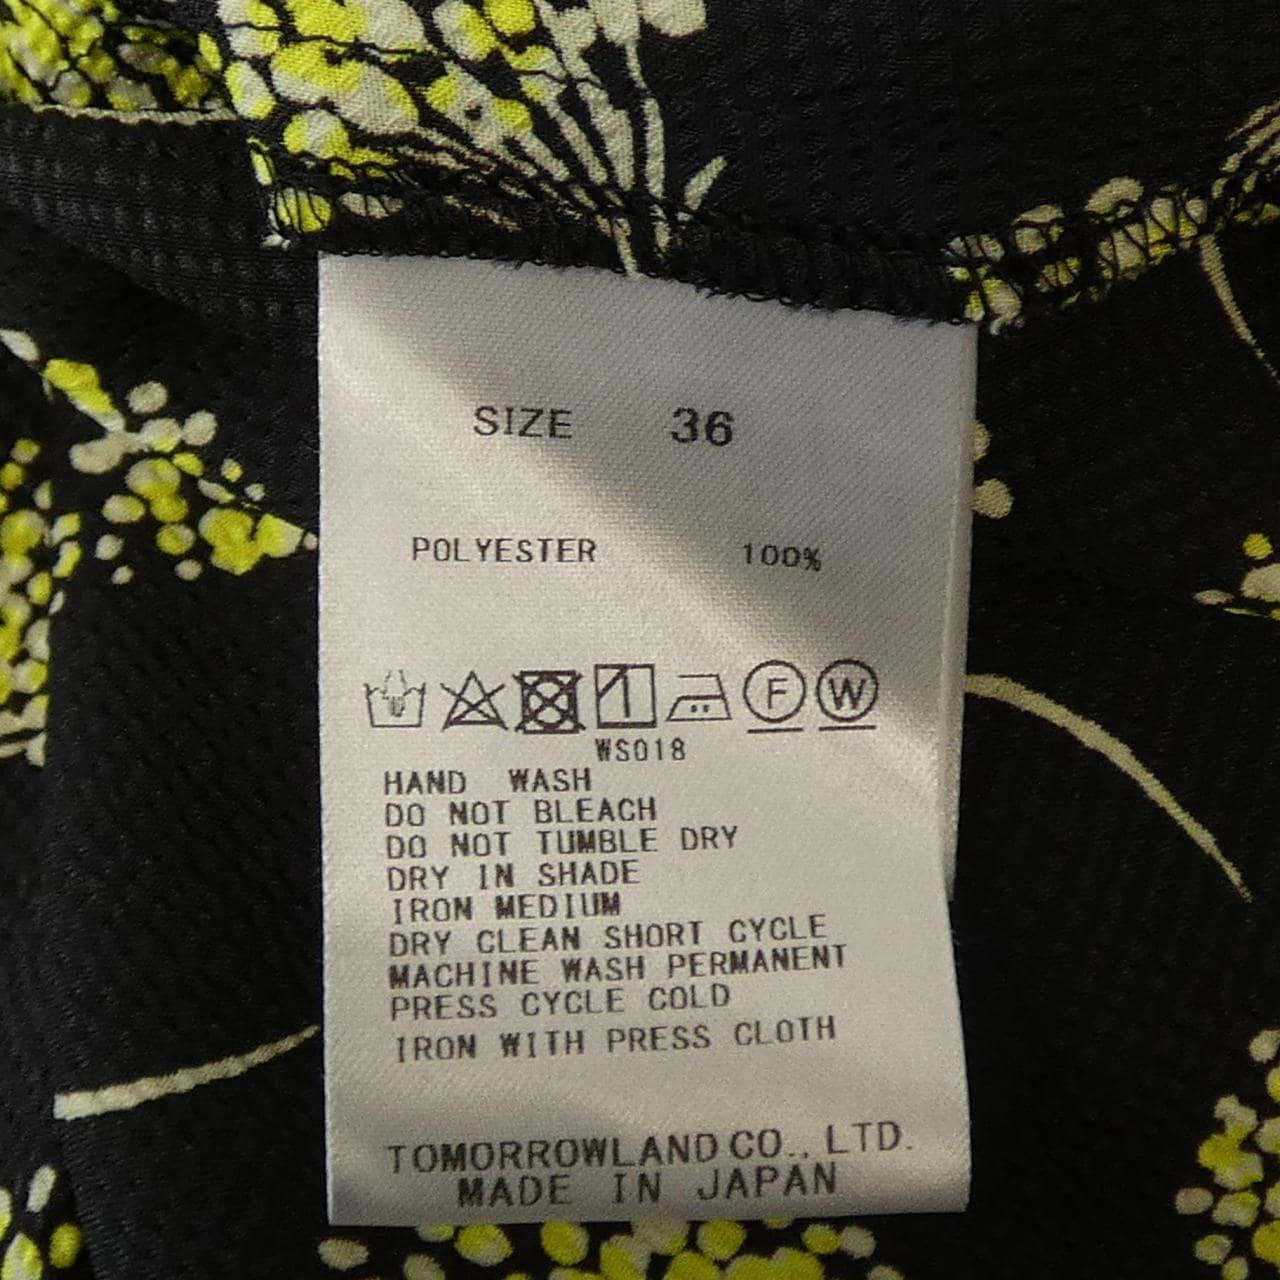 SIZE 36
POLYESTER 100%
F W
WS018
HAND WASH
DO NOT BLEACH
DO NOT TUMBLE DRY
DRY IN SHADE
IRON MEDIUM
DRY CLEAN SHORT CYCLE
MACHINE WASH PERMANENT
PRESS CYCLE COLD
IRON WITH PRESS CLOTH
TOMORROWLAND CO., LTD.
MADE IN JAPAN